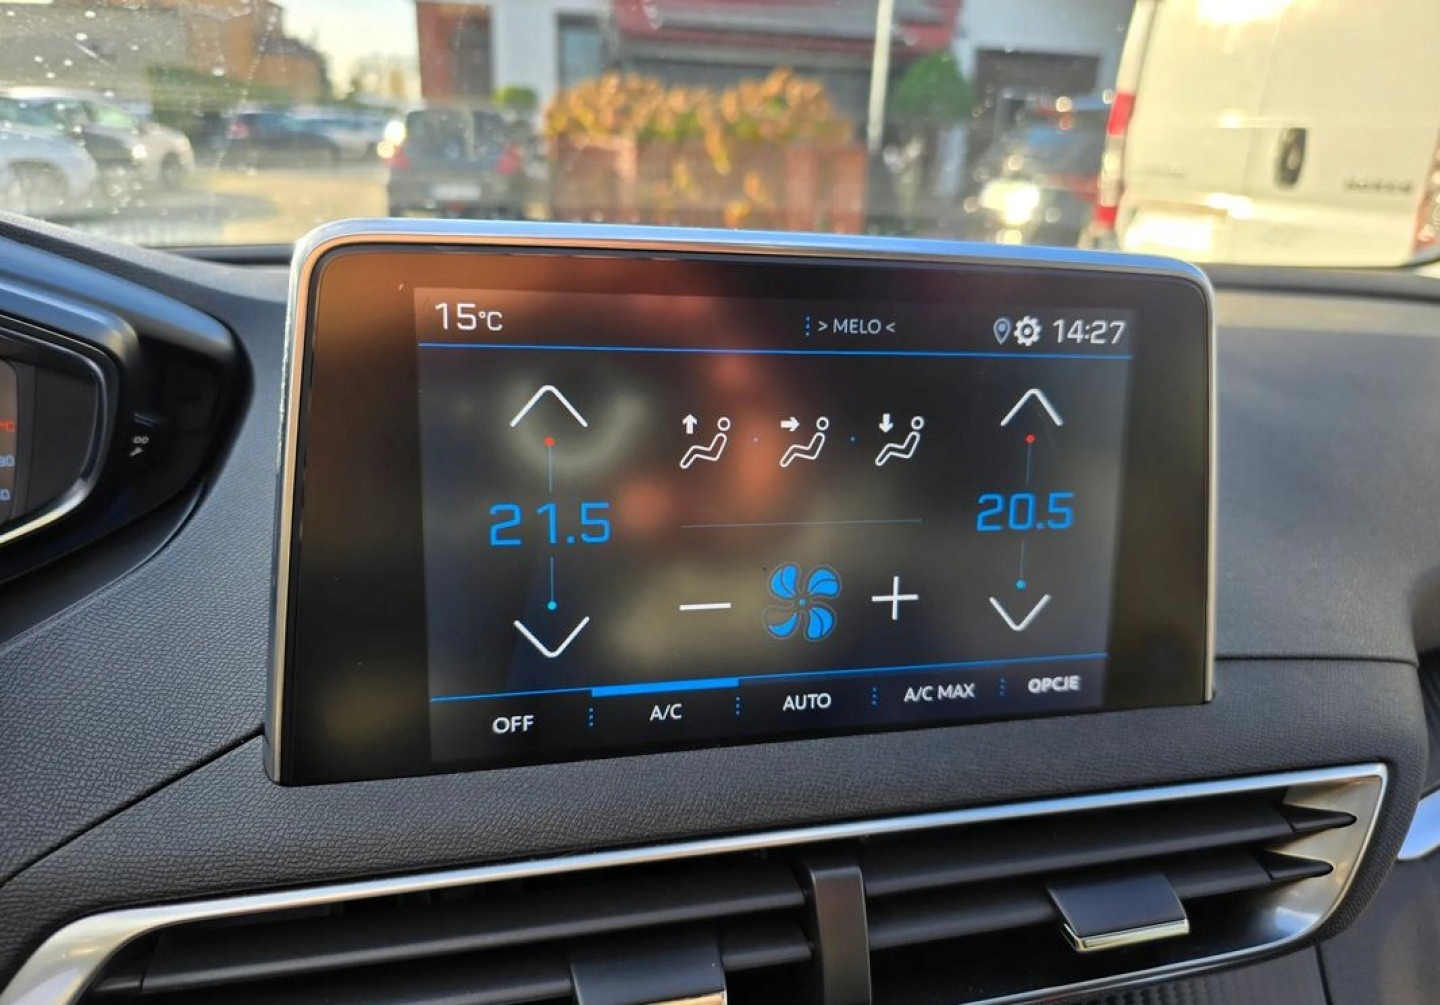 15°C
> MELO <
14:27
21.5
20.5
OFF
A/C
AUTO
A/C MAX
OPCJE